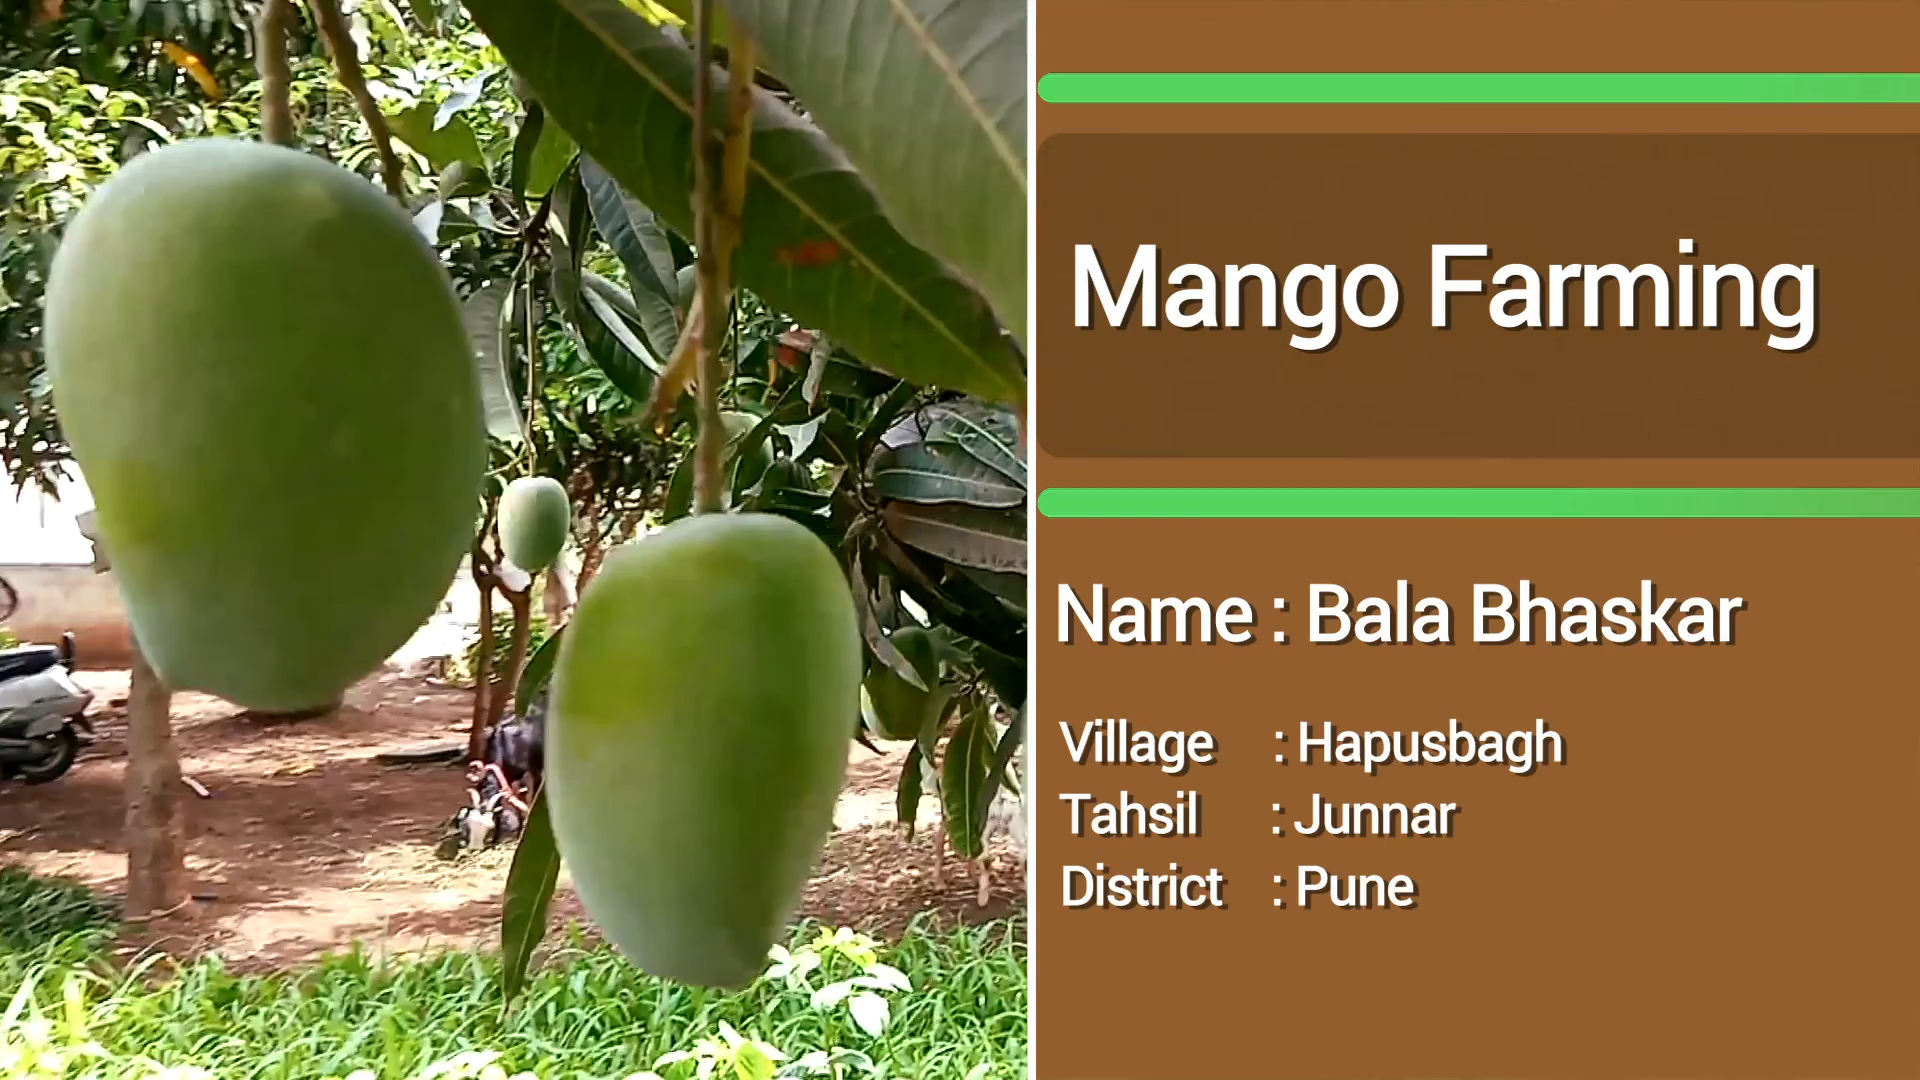 Mango Farming
Name : Bala Bhaskar
Village : Hapusbagh
Tahsil : Junnar
District : Pune